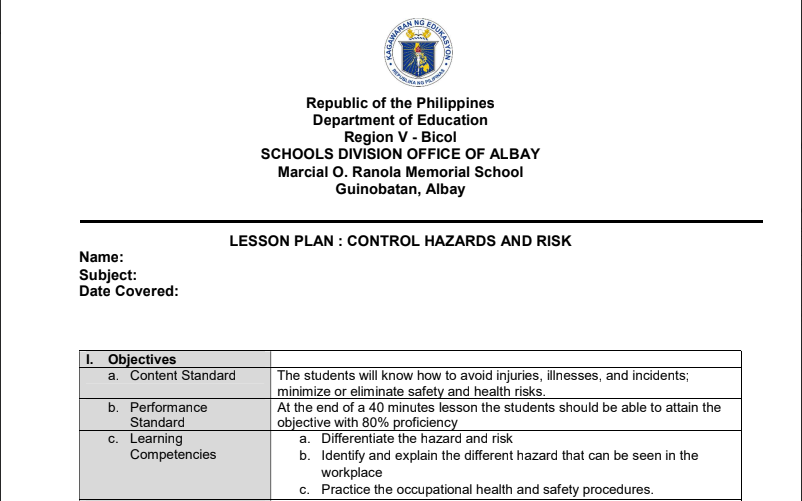 KAGAWARAN NG EDUKASYON
REPUBLIKA NG PILIPINAS
Republic of the Philippines
Department of Education
Region V - Bicol
SCHOOLS DIVISION OFFICE OF ALBAY
Marcial O. Ranola Memorial School
Guinobatan, Albay
LESSON PLAN : CONTROL HAZARDS AND RISK
Name:
Subject:
Date Covered:
I. Objectives
a. Content Standard
The students will know how to avoid injuries, illnesses, and incidents;
minimize or eliminate safety and health risks.
b. Performance
Standard
At the end of a 40 minutes lesson the students should be able to attain the
objective with 80% proficiency
c. Learning
Competencies
a. Differentiate the hazard and risk
b. Identify and explain the different hazard that can be seen in the
workplace
c. Practice the occupational health and safety procedures.